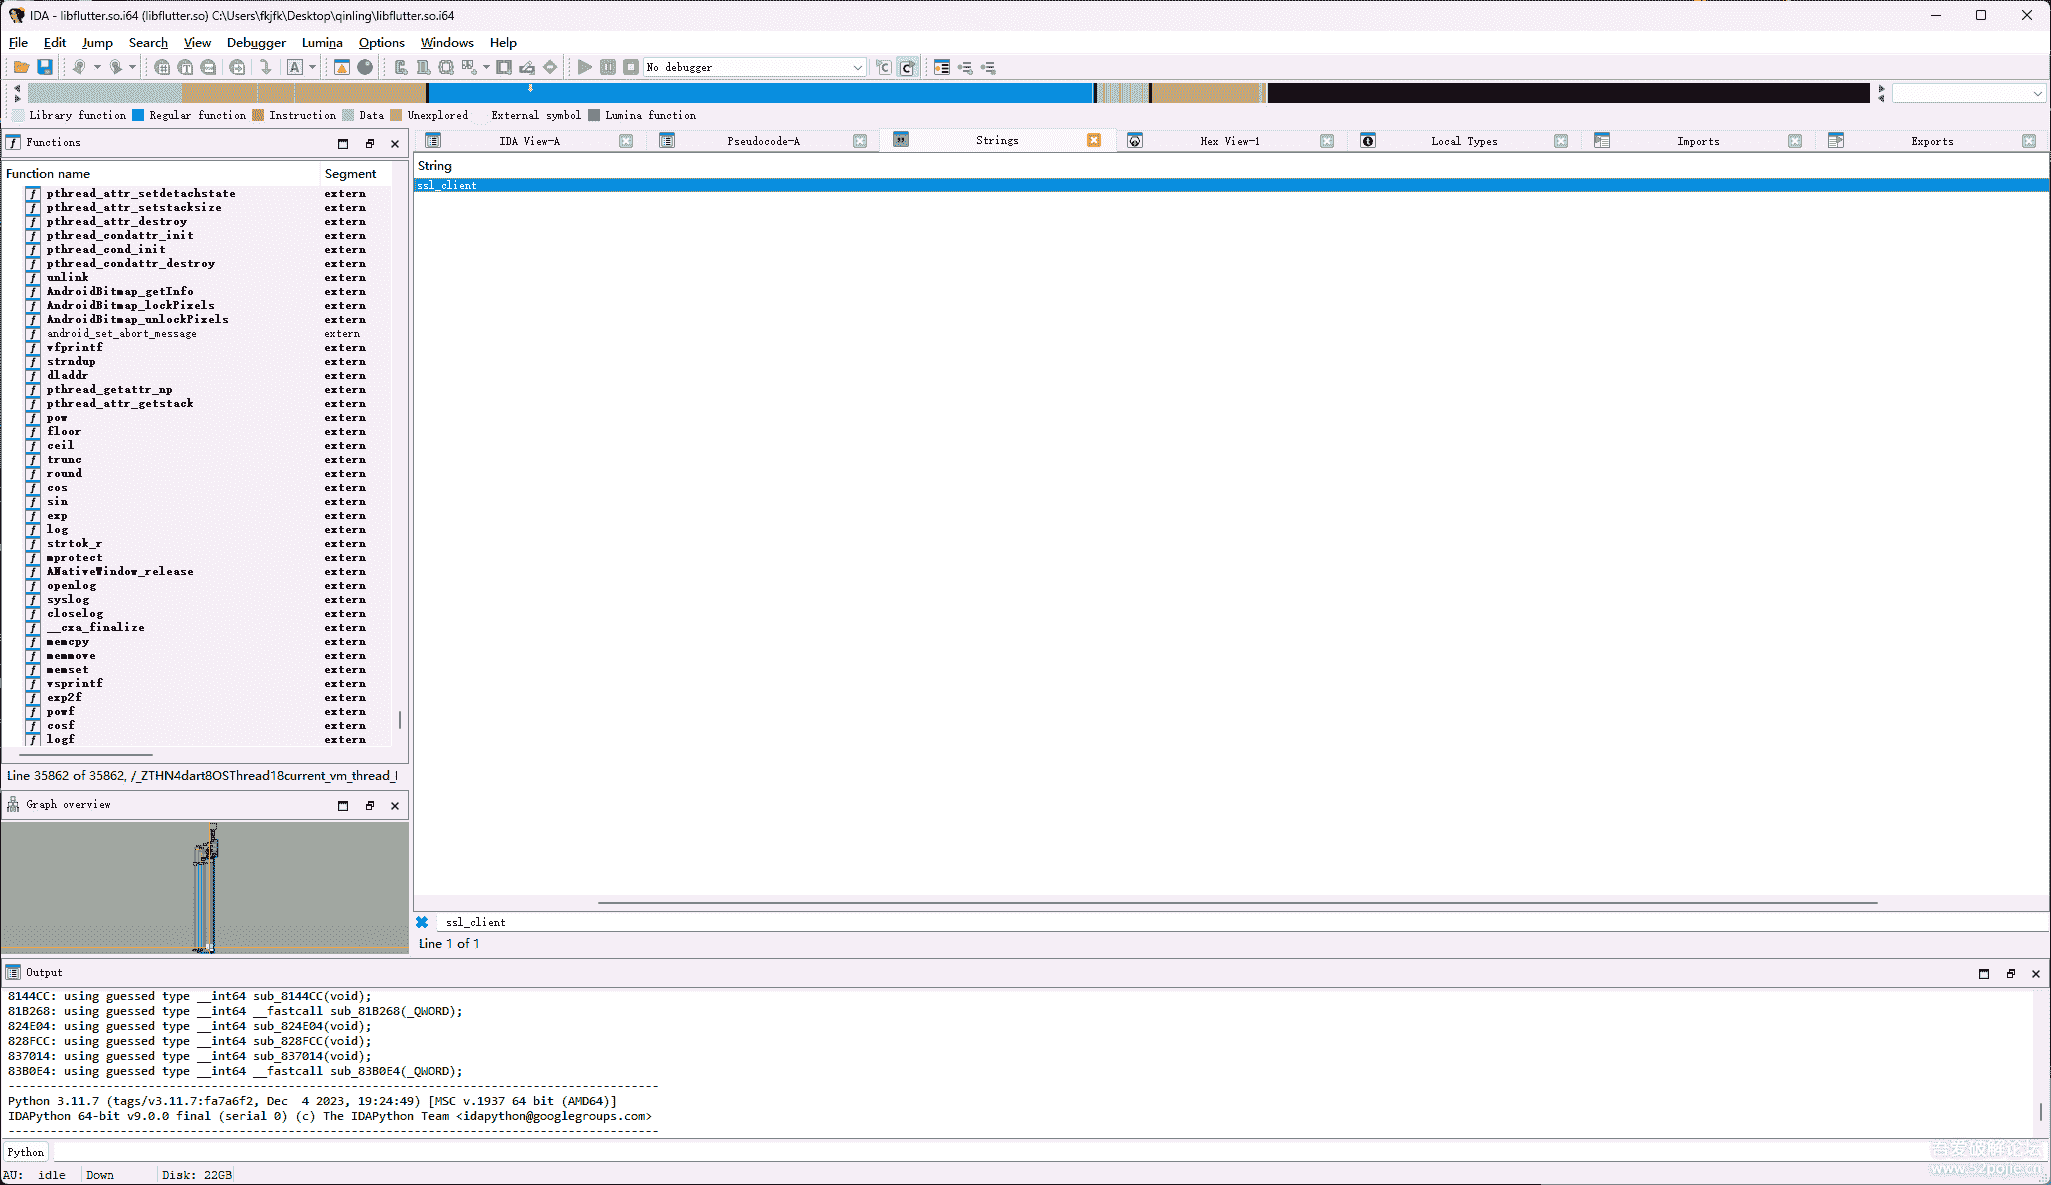 IDA - libflutter.so.i64 (libflutter.so) C:\Users\fkjfk\Desktop\qinling\libflutter.so.i64
File Edit Jump Search View Debugger Lumina Options Windows Help
No debugger
Library function Regular function Instruction Data Unexplored External symbol Lumina function
Functions
IDA View-A Pseudocode-A Strings Hex View-1 Local Types Imports Exports
Function name Segment
pthread_attr_setdetachstate extern
pthread_attr_setstacksize extern
pthread_attr_destroy extern
pthread_condattr_init extern
pthread_cond_init extern
pthread_condattr_destroy extern
unlink extern
AndroidBitmap_getInfo extern
AndroidBitmap_lockPixels extern
AndroidBitmap_unlockPixels extern
android_set_abort_message extern
vfprintf extern
strndup extern
dladdr extern
pthread_getattr_np extern
pthread_attr_getstack extern
pow extern
floor extern
ceil extern
trunc extern
round extern
cos extern
sin extern
exp extern
log extern
strtok_r extern
mprotect extern
ANativeWindow_release extern
openlog extern
syslog extern
closelog extern
__cxa_finalize extern
memcpy extern
memmove extern
memset extern
vsprintf extern
exp2f extern
powf extern
cosf extern
logf extern
Line 35862 of 35862, /_ZTHN4dart8OSThread18current_vm_thread_
String
ssl_client
ssl_client
Line 1 of 1
Graph overview
Output
8144CC: using guessed type __int64 sub_8144CC(void);
81B268: using guessed type __int64 __fastcall sub_81B268(_QWORD);
824E04: using guessed type __int64 sub_824E04(void);
828FCC: using guessed type __int64 sub_828FCC(void);
837014: using guessed type __int64 sub_837014(void);
83B0E4: using guessed type __int64 __fastcall sub_83B0E4(_QWORD);
Python 3.11.7 (tags/v3.11.7:fa7a6f2, Dec  4 2023, 19:24:49) [MSC v.1937 64 bit (AMD64)]
IDAPython 64-bit v9.0.0 final (serial 0) (c) The IDAPython Team <idapython@googlegroups.com>
Python
AU: idle Down Disk: 22GB
吾爱破解论坛
www.52pojie.cn